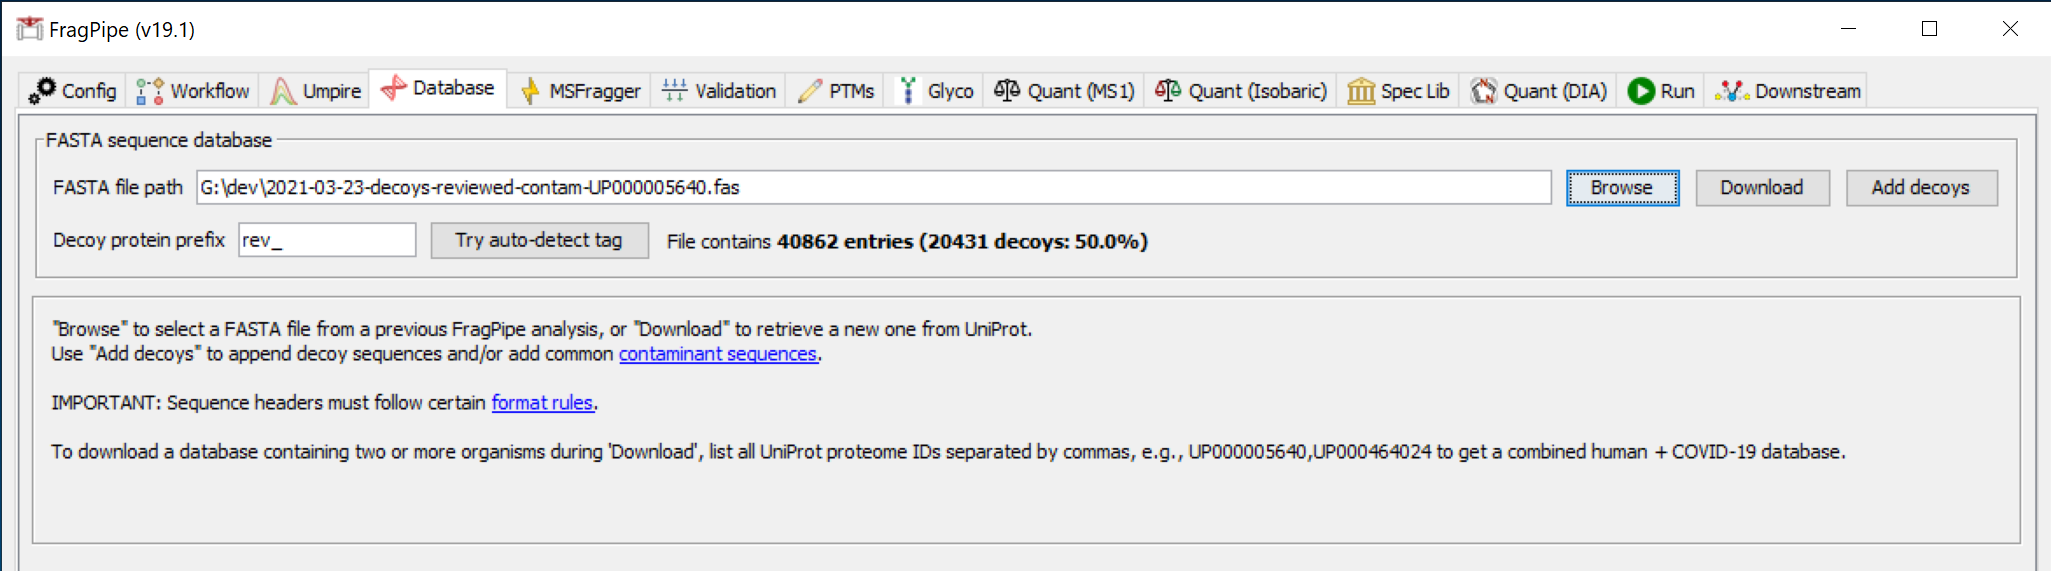 FragPipe (v19.1)
Config Workflow Umpire Database MSFragger Validation PTMs Glyco Quant (MS1) Quant (Isobaric) Spec Lib Quant (DIA) Run Downstream
FASTA sequence database
FASTA file path G:\dev\2021-03-23-decoys-reviewed-contam-UP000005640.fas Browse Download Add decoys
Decoy protein prefix rev_ Try auto-detect tag File contains 40862 entries (20431 decoys: 50.0%)
"Browse" to select a FASTA file from a previous FragPipe analysis, or "Download" to retrieve a new one from UniProt.
Use "Add decoys" to append decoy sequences and/or add common contaminant sequences.
IMPORTANT: Sequence headers must follow certain format rules.
To download a database containing two or more organisms during 'Download', list all UniProt proteome IDs separated by commas, e.g., UP000005640,UP000464024 to get a combined human + COVID-19 database.